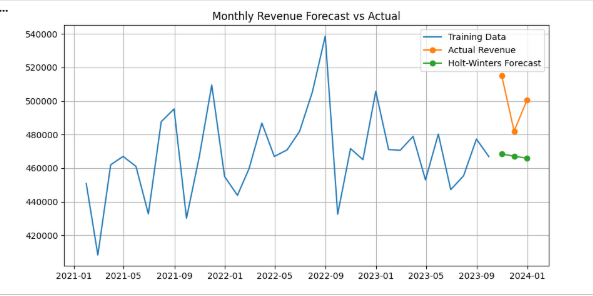 ...
Monthly Revenue Forecast vs Actual
540000
520000
500000
480000
460000
440000
420000
Training Data
Actual Revenue
Holt-Winters Forecast
2021-01 2021-05 2021-09 2022-01 2022-05 2022-09 2023-01 2023-05 2023-09 2024-01